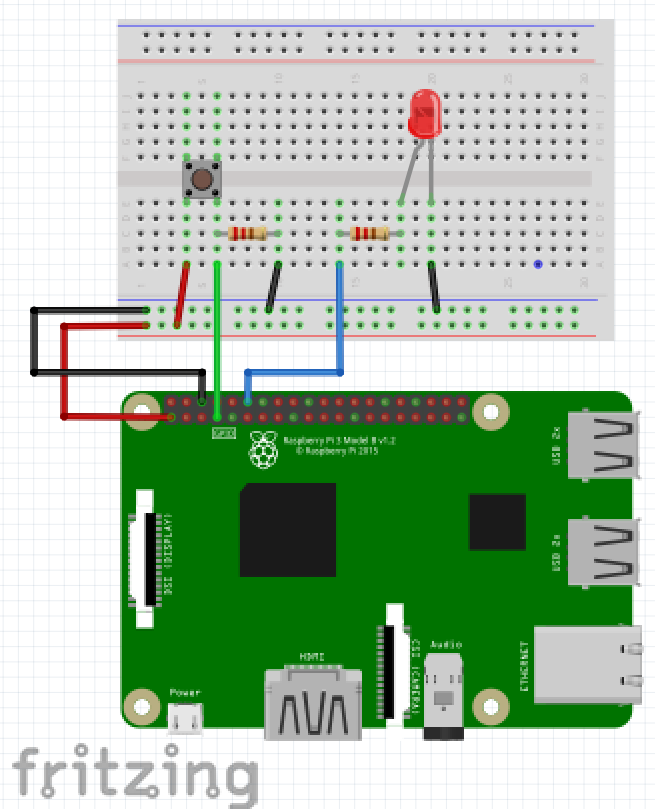 1 5 10 15 20 25 30
J J
I I
H H
G G
F F
E E
D D
C C
B B
A A
1 5 10 15 20 25 30
GPIO
Raspberry Pi 3 Model B v1.2
© Raspberry Pi 2015
USB 2x
DSI (DISPLAY)
USB 2x
HDMI
CSI (CAMERA)
Audio
ETHERNET
Power
fritzing